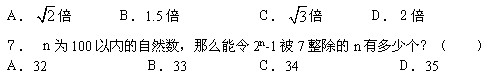 A. √2倍 B. 1.5倍 C. √3倍 D. 2倍
7. n为100以内的自然数，那么能令2ⁿ-1被7整除的n有多少个？（ ）
A. 32 B. 33 C. 34 D. 35